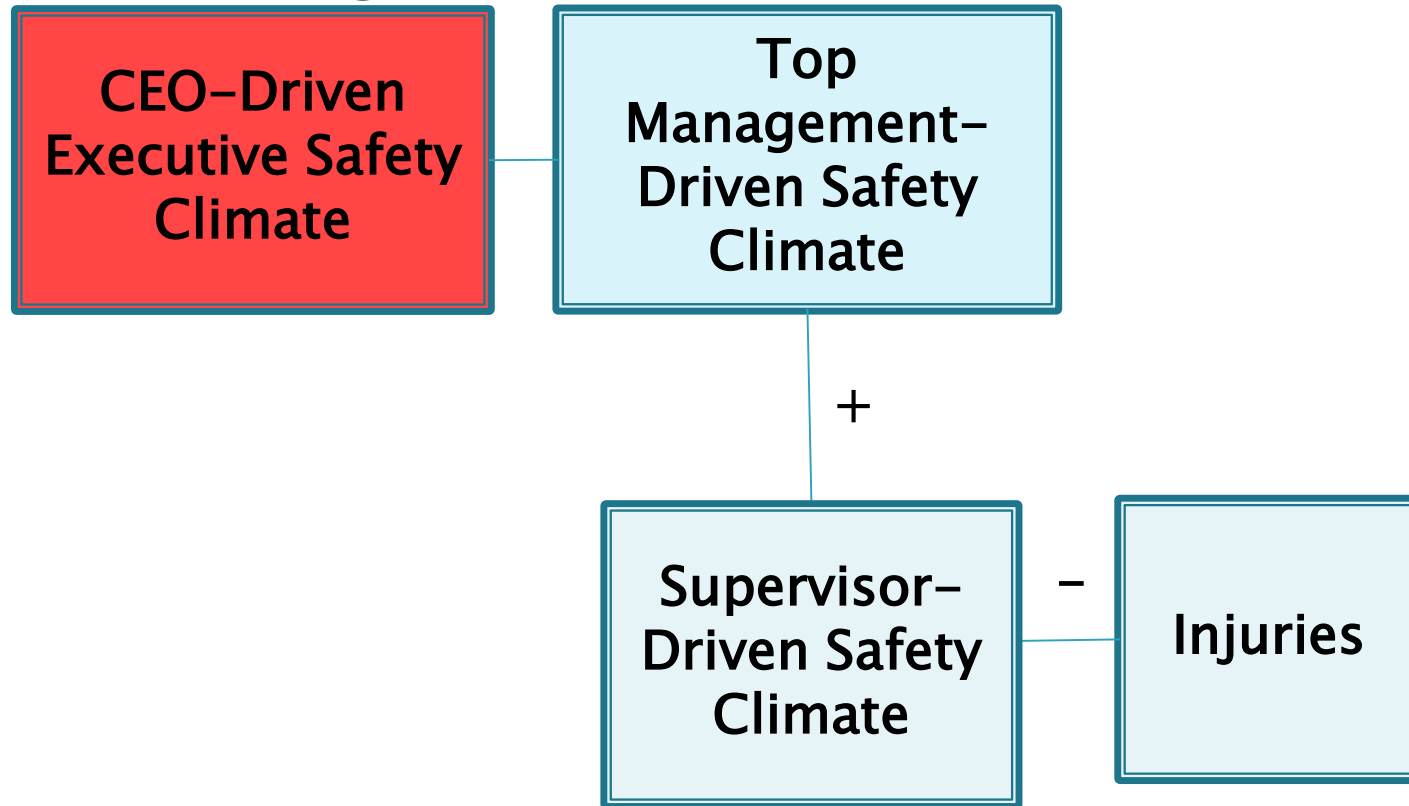 CEO–Driven
Executive Safety
Climate
Top
Management–
Driven Safety
Climate
+
Supervisor–
Driven Safety
Climate
–
Injuries